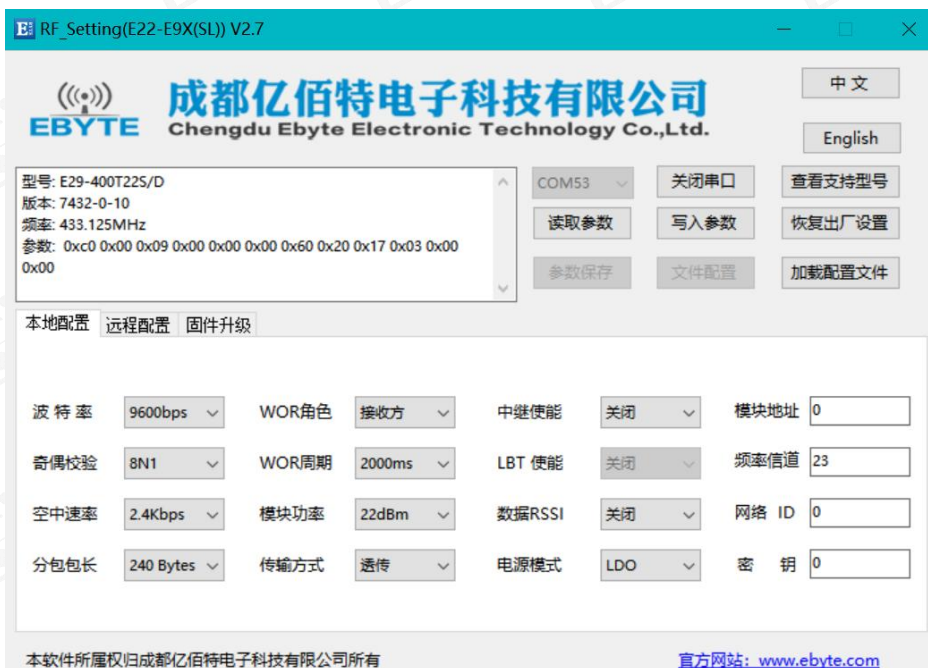 RF_Setting(E22-E9X(SL)) V2.7
EBYTE
成都亿佰特电子科技有限公司
Chengdu Ebyte Electronic Technology Co.,Ltd.
中 文
English
型号: E29-400T22S/D
版本: 7432-0-10
频率: 433.125MHz
参数: 0xc0 0x00 0x09 0x00 0x00 0x00 0x60 0x20 0x17 0x03 0x00
0x00
COM53 关闭串口 查看支持型号
读取参数 写入参数 恢复出厂设置
参数保存 文件配置 加载配置文件
本地配置 远程配置 固件升级
波 特 率 9600bps WOR角色 接收方 中继使能 关闭 模块地址 0
奇偶校验 8N1 WOR周期 2000ms LBT 使能 关闭 频率信道 23
空中速率 2.4Kbps 模块功率 22dBm 数据RSSI 关闭 网络 ID 0
分包包长 240 Bytes 传输方式 透传 电源模式 LDO 密 钥 0
本软件所属权归成都亿佰特电子科技有限公司所有 官方网站: www.ebyte.com